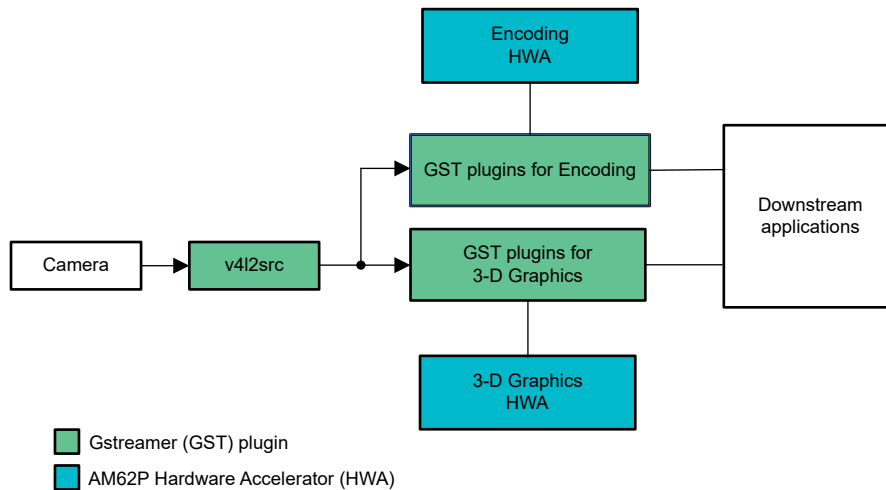 Encoding
HWA
GST plugins for Encoding
Downstream
applications
Camera
v4l2src
GST plugins for
3-D Graphics
3-D Graphics
HWA
Gstreamer (GST) plugin
AM62P Hardware Accelerator (HWA)